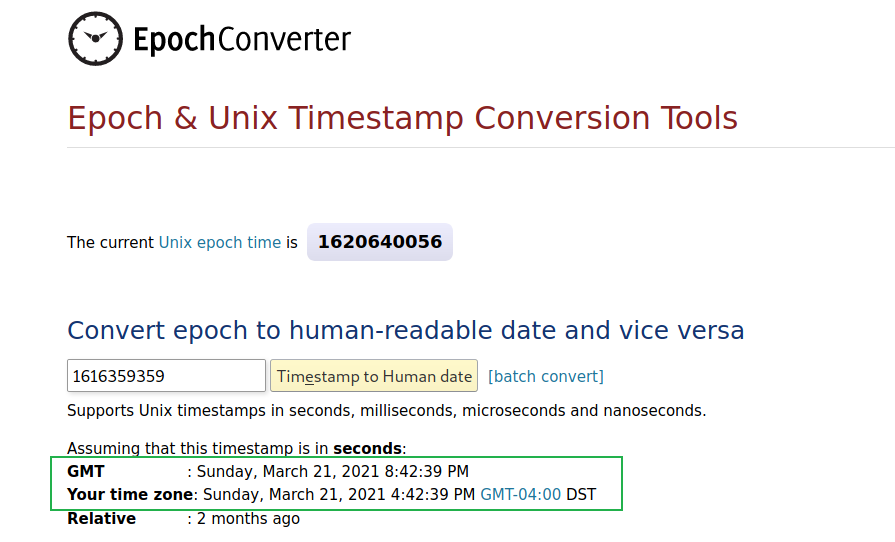 EpochConverter
Epoch & Unix Timestamp Conversion Tools
The current Unix epoch time is 1620640056
Convert epoch to human-readable date and vice versa
1616359359 Timestamp to Human date [batch convert]
Supports Unix timestamps in seconds, milliseconds, microseconds and nanoseconds.
Assuming that this timestamp is in seconds:
GMT : Sunday, March 21, 2021 8:42:39 PM
Your time zone: Sunday, March 21, 2021 4:42:39 PM GMT-04:00 DST
Relative : 2 months ago